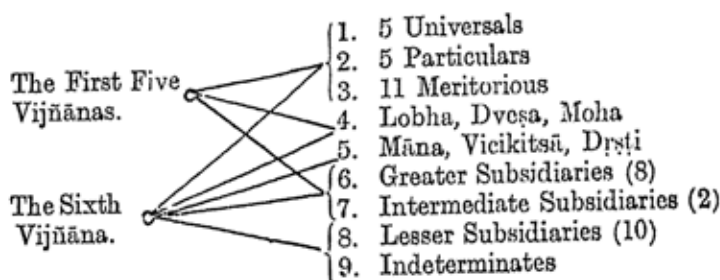 1. 5 Universals
2. 5 Particulars
3. 11 Meritorious
The First Five
Vijñānas.
4. Lobha, Dveṣa, Moha
5. Māna, Vicikitsā, Dṛṣṭi
6. Greater Subsidiaries (8)
7. Intermediate Subsidiaries (2)
The Sixth
Vijñāna.
8. Lesser Subsidiaries (10)
9. Indeterminates